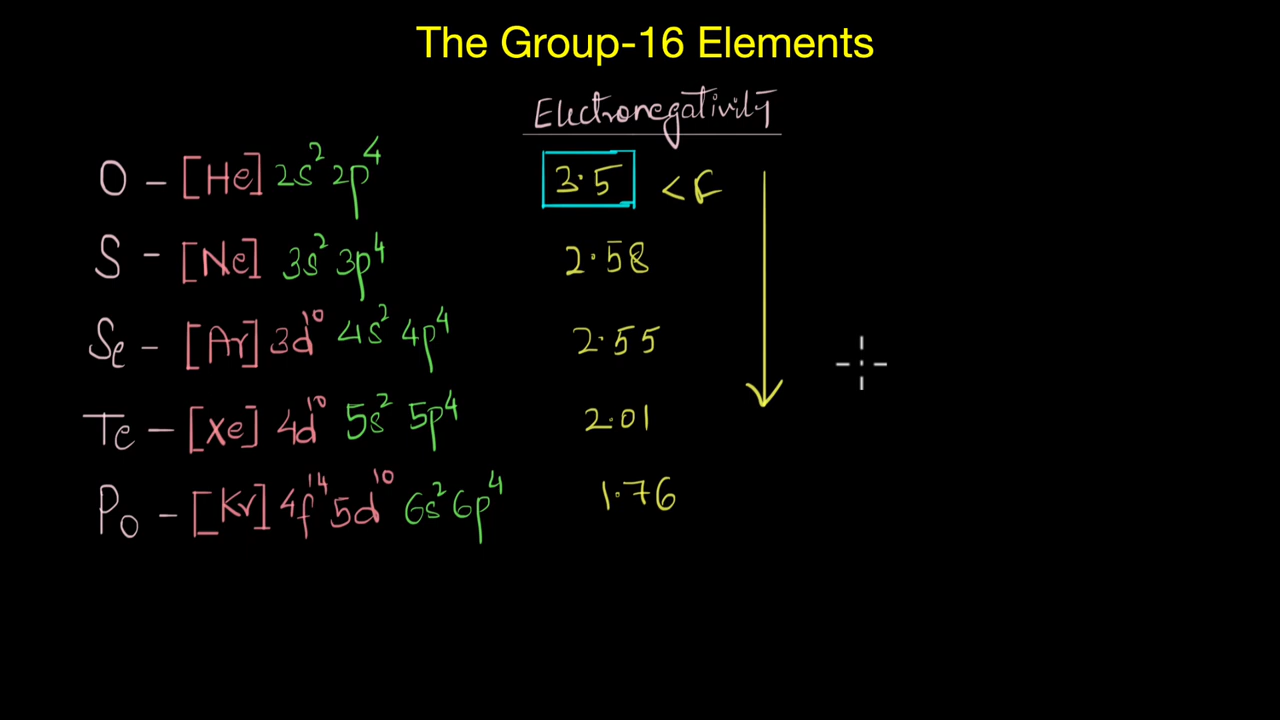 The Group-16 Elements
Electronegativity
O - [He] 2s² 2p⁴ 3.5 < F
S - [Ne] 3s² 3p⁴ 2.58
Se - [Ar] 3d¹⁰ 4s² 4p⁴ 2.55
Te - [Xe] 4d¹⁰ 5s² 5p⁴ 2.01
Po - [Kr] 4f¹⁴ 5d¹⁰ 6s² 6p⁴ 1.76